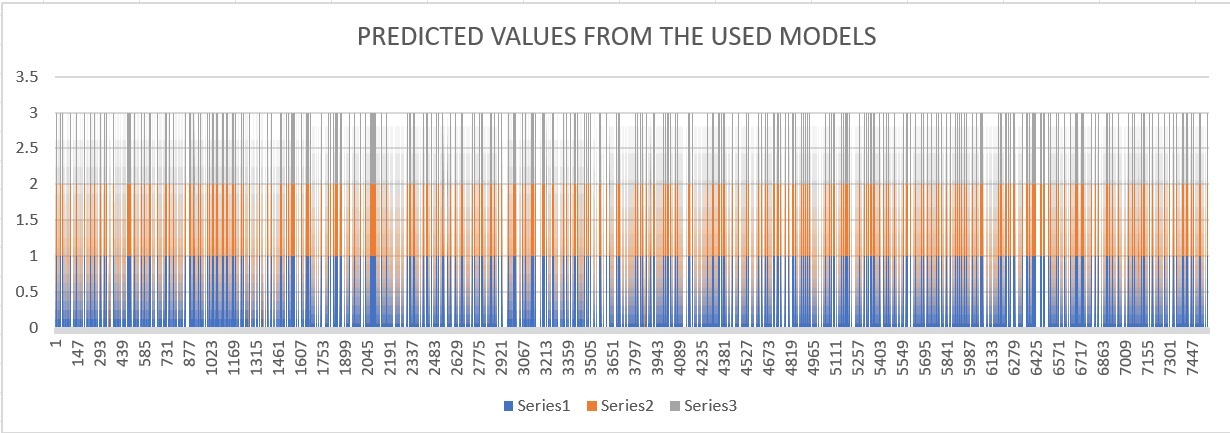 PREDICTED VALUES FROM THE USED MODELS
3.5
3
2.5
2
1.5
1
0.5
0
1 147 293 439 585 731 877 1023 1169 1315 1461 1607 1753 1899 2045 2191 2337 2483 2629 2775 2921 3067 3213 3359 3505 3651 3797 3943 4089 4235 4381 4527 4673 4819 4965 5111 5257 5403 5549 5695 5841 5987 6133 6279 6425 6571 6717 6863 7009 7155 7301 7447
Series1 Series2 Series3